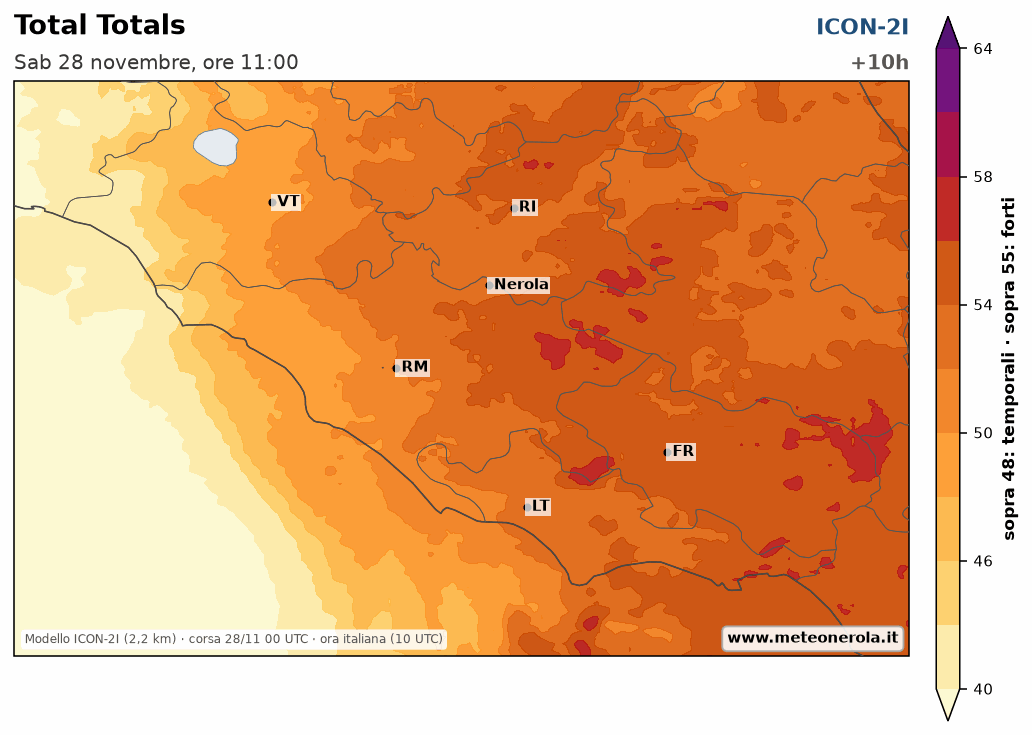 Total Totals
ICON-2I
Sab 28 novembre, ore 11:00
+10h
VT
RI
Nerola
RM
FR
LT
Modello ICON-2I (2,2 km) · corsa 28/11 00 UTC · ora italiana (10 UTC)
www.meteonerola.it
64
58
54
50
46
40
sopra 48: temporali · sopra 55: forti